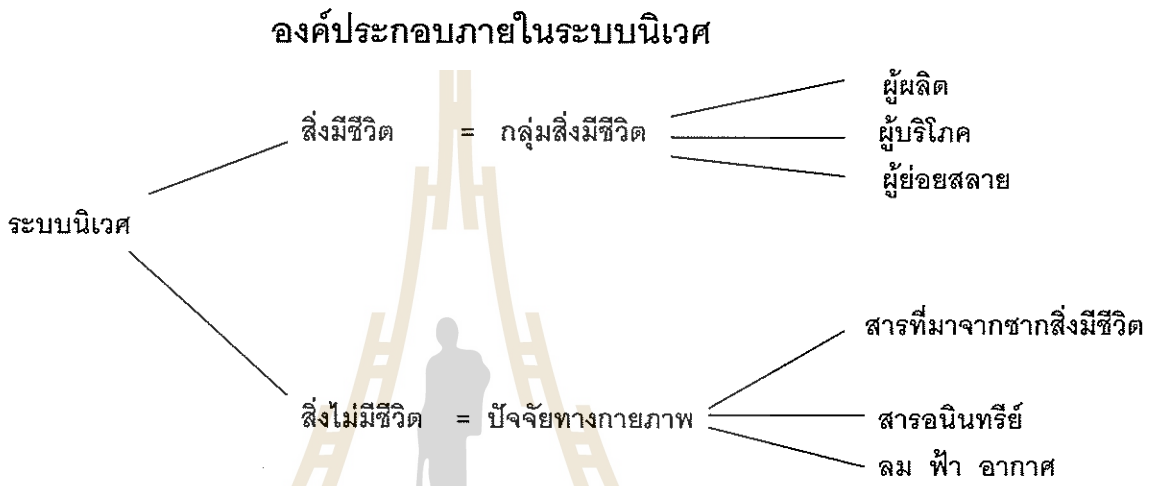 องค์ประกอบภายในระบบนิเวศ
ผู้ผลิต
สิ่งมีชีวิต = กลุ่มสิ่งมีชีวิต
ผู้บริโภค
ผู้ย่อยสลาย
ระบบนิเวศ
สารที่มาจากซากสิ่งมีชีวิต
สิ่งไม่มีชีวิต = ปัจจัยทางกายภาพ
สารอนินทรีย์
ลม ฟ้า อากาศ